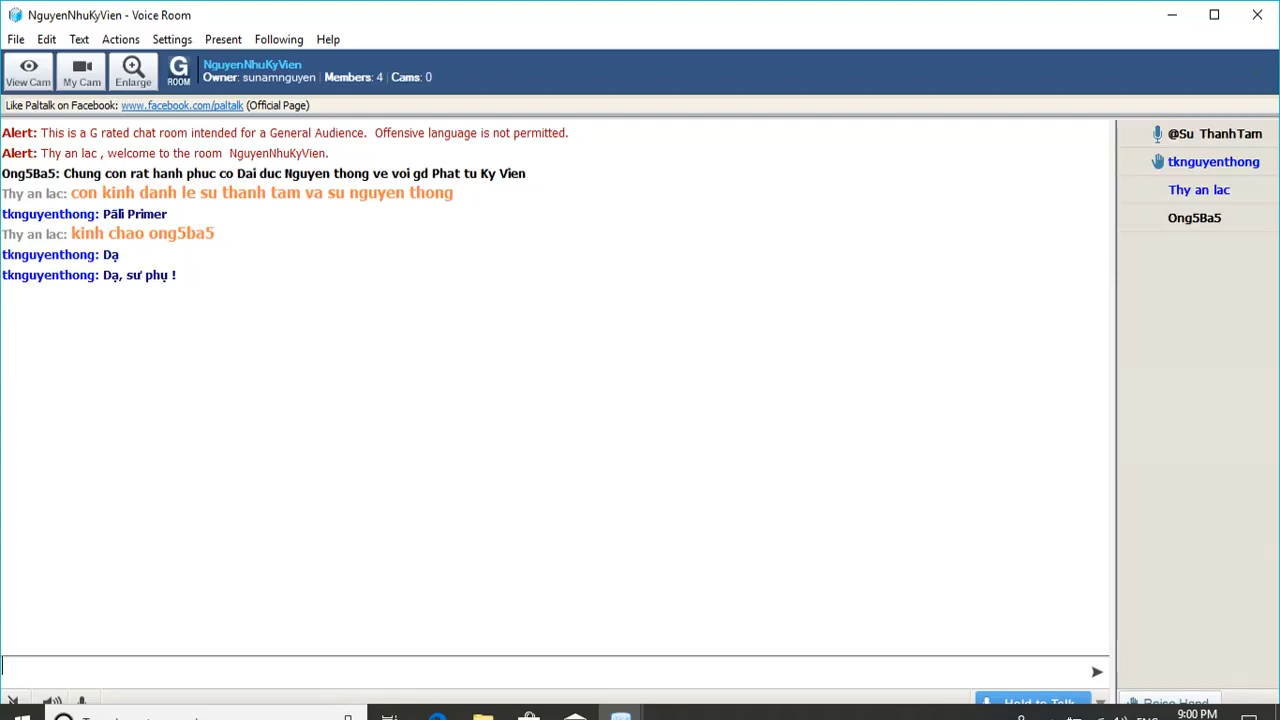 NguyenNhuKyVien - Voice Room
File Edit Text Actions Settings Present Following Help
View Cam My Cam Enlarge G ROOM
NguyenNhuKyVien
Owner: sunamnguyen | Members: 4 | Cams: 0
Like Paltalk on Facebook: www.facebook.com/paltalk (Official Page)
Alert: This is a G rated chat room intended for a General Audience. Offensive language is not permitted.
Alert: Thy an lac , welcome to the room NguyenNhuKyVien.
Ong5Ba5: Chung con rat hanh phuc co Dai duc Nguyen thong ve voi gd Phat tu Ky Vien
Thy an lac: con kinh danh le su thanh tam va su nguyen thong
tknguyenthong: Pāli Primer
Thy an lac: kinh chao ong5ba5
tknguyenthong: Dạ
tknguyenthong: Dạ, sư phụ !
@Su ThanhTam
tknguyenthong
Thy an lac
Ong5Ba5
Hold to Talk
Raise Hand
9:00 PM